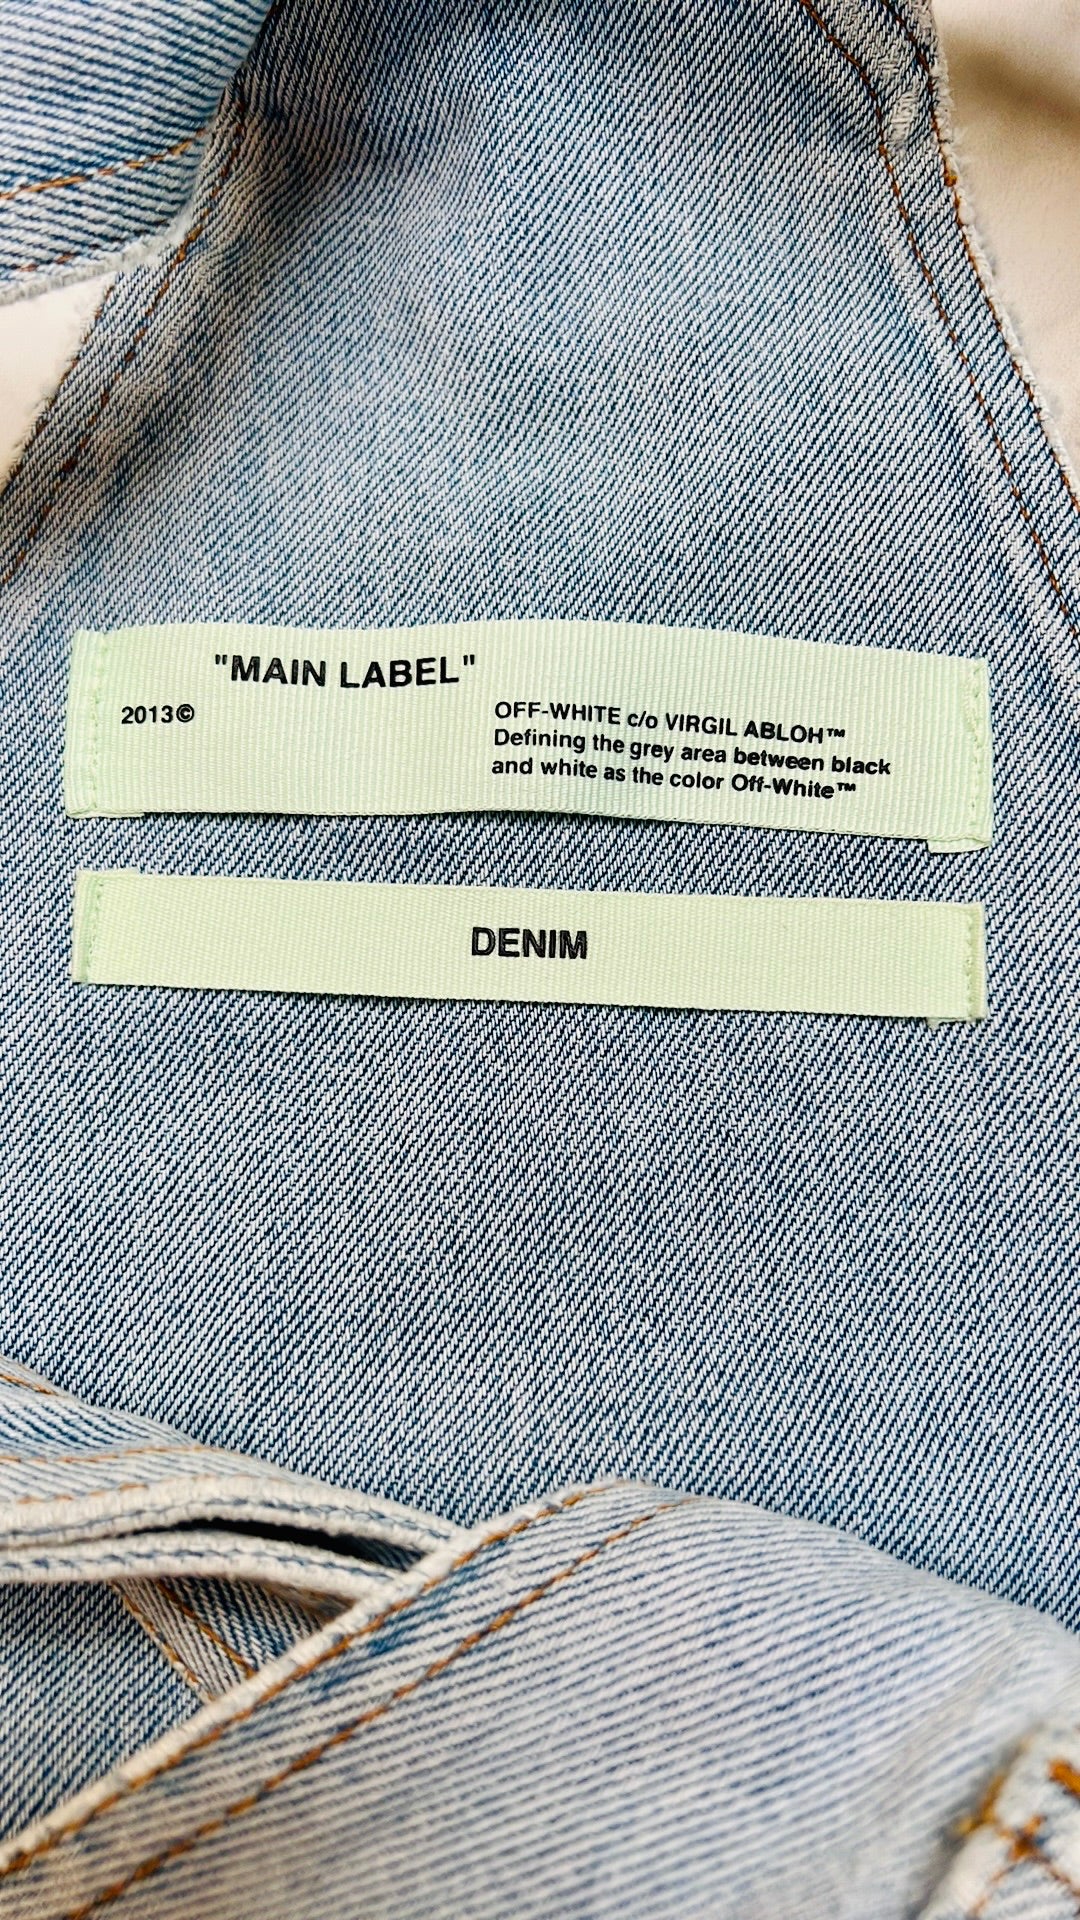 "MAIN LABEL"
2013©
OFF-WHITE c/o VIRGIL ABLOH™
Defining the grey area between black
and white as the color Off-White™
DENIM